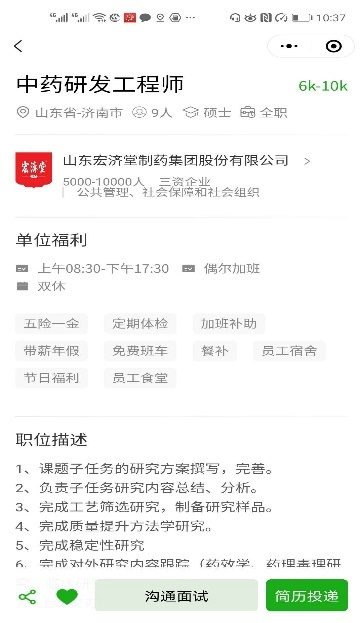 10:37
中药研发工程师 6k-10k
山东省-济南市 9人 硕士 全职
宏济堂 山东宏济堂制药集团股份有限公司
5000-10000人 三资企业
公共管理、社会保障和社会组织
单位福利
上午08:30-下午17:30 偶尔加班
双休
五险一金 定期体检 加班补助
带薪年假 免费班车 餐补 员工宿舍
节日福利 员工食堂
职位描述
1、课题子任务的研究方案撰写，完善。
2、负责子任务研究内容总结、分析。
3、完成工艺筛选研究，制备研究样品。
4、完成质量提升方法学研究。
5、完成稳定性研究
6、完成对外研究内容跟踪（药效学、药理毒理研
沟通面试 简历投递